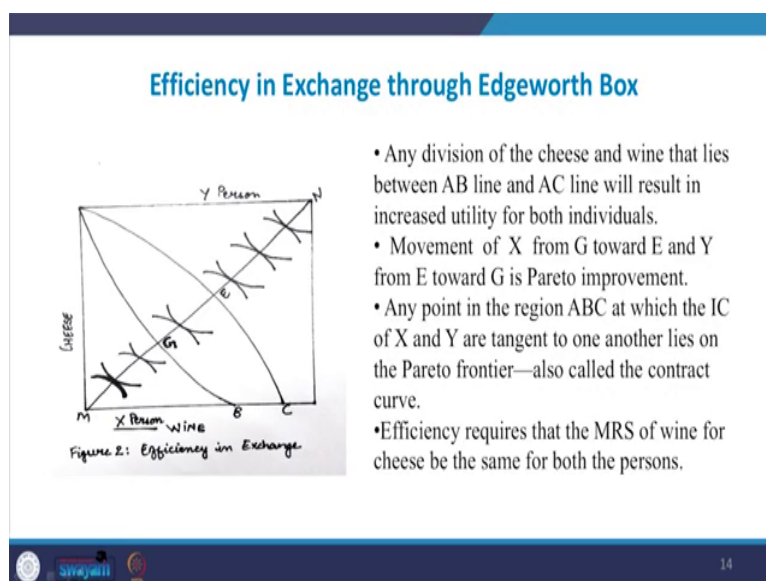 Efficiency in Exchange through Edgeworth Box
Y Person
N
CHEESE
E
G
M
B
C
X Person
WINE
Figure 2: Efficiency in Exchange
• Any division of the cheese and wine that lies
between AB line and AC line will result in
increased utility for both individuals.
• Movement of X from G toward E and Y
from E toward G is Pareto improvement.
• Any point in the region ABC at which the IC
of X and Y are tangent to one another lies on
the Pareto frontier—also called the contract
curve.
•Efficiency requires that the MRS of wine for
cheese be the same for both the persons.
swayam
14